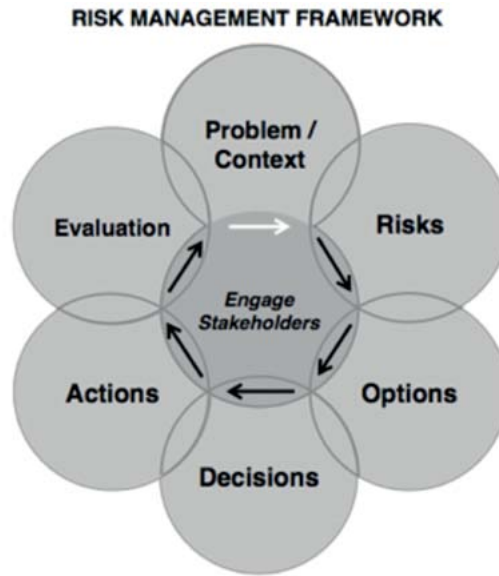 RISK MANAGEMENT FRAMEWORK
Problem /
Context
Evaluation
Risks
Engage
Stakeholders
Actions
Options
Decisions